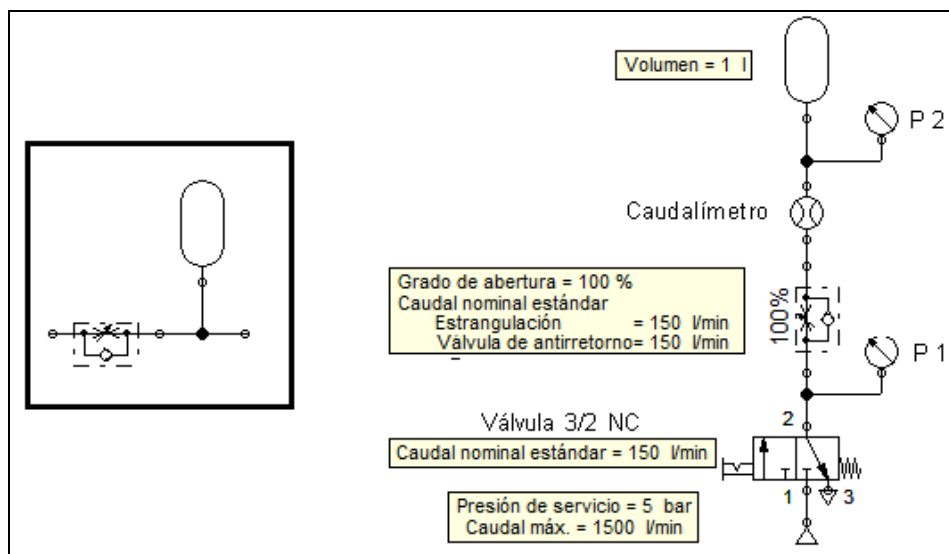 Volumen = 1 l
P 2
Caudalímetro
Grado de abertura = 100 %
Caudal nominal estándar
Estrangulación = 150 l/min
Válvula de antirretorno= 150 l/min
100%
P 1
Válvula 3/2 NC
2
Caudal nominal estándar = 150 l/min
1
3
Presión de servicio = 5 bar
Caudal máx. = 1500 l/min